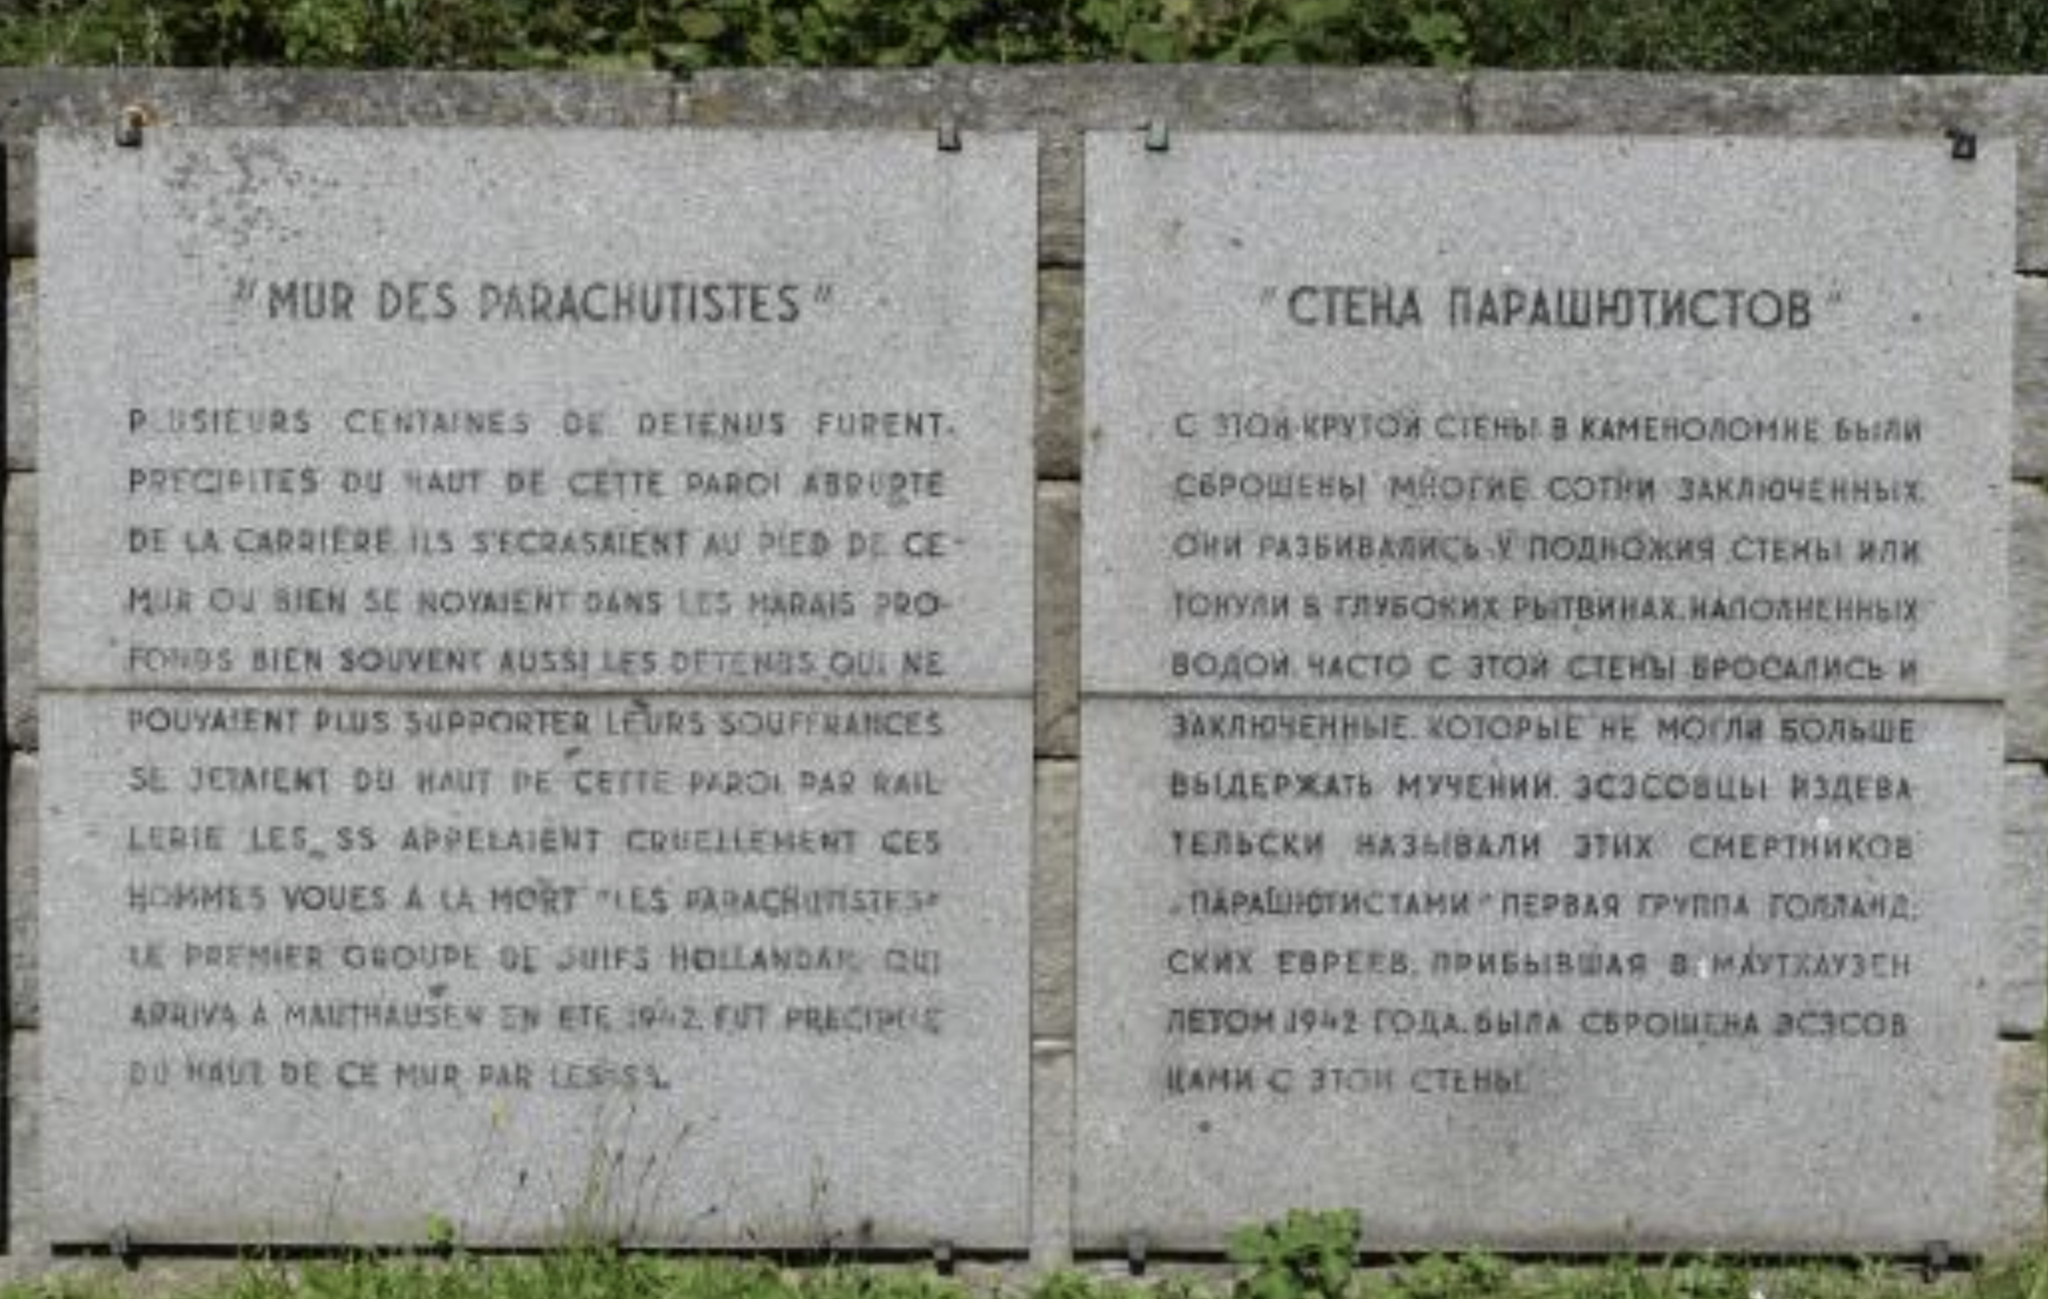 "MUR DES PARACHUTISTES"
PLUSIEURS CENTAINES DE DETENUS FURENT
PRECIPITES DU HAUT DE CETTE PAROI ABRUPTE
DE LA CARRIÈRE. ILS S'ECRASAIENT AU PIED DE CE
MUR OU BIEN SE NOYAIENT DANS LES MARAIS PRO-
FONDS BIEN SOUVENT AUSSI LES DETENUS QUI NE
POUVAIENT PLUS SUPPORTER LEURS SOUFFRANCES
SE JETAIENT DU HAUT DE CETTE PAROI. PAR RAIL
LERIE LES SS APPELAIENT CRUELLEMENT CES
HOMMES VOUES A LA MORT "LES PARACHUTISTES"
LE PREMIER GROUPE DE JUIFS HOLLANDAIS QUI
ARRIVA A MAUTHAUSEN EN ETE 1942 FUT PRECIPITE
DU HAUT DE CE MUR PAR LES SS.
"СТЕНА ПАРАШЮТИСТОВ"
С ЭТОЙ КРУТОЙ СТЕНЫ В КАМЕНОЛОМНЕ БЫЛИ
СБРОШЕНЫ МНОГИЕ СОТНИ ЗАКЛЮЧЕННЫХ.
ОНИ РАЗБИВАЛИСЬ У ПОДНОЖИЯ СТЕНЫ ИЛИ
ТОНУЛИ В ГЛУБОКИХ РЫТВИНАХ, НАПОЛНЕННЫХ
ВОДОЙ. ЧАСТО С ЭТОЙ СТЕНЫ БРОСАЛИСЬ И
ЗАКЛЮЧЕННЫЕ, КОТОРЫЕ НЕ МОГЛИ БОЛЬШЕ
ВЫДЕРЖАТЬ МУЧЕНИЙ. ЭСЭСОВЦЫ ИЗДЕВА
ТЕЛЬСКИ НАЗЫВАЛИ ЭТИХ СМЕРТНИКОВ
„ПАРАШЮТИСТАМИ" ПЕРВАЯ ГРУППА ГОЛЛАНД-
СКИХ ЕВРЕЕВ, ПРИБЫВШАЯ В МАУТХАУЗЕН
ЛЕТОМ 1942 ГОДА, БЫЛА СБРОШЕНА ЭСЭСОВ
ЦАМИ С ЭТОЙ СТЕНЫ.